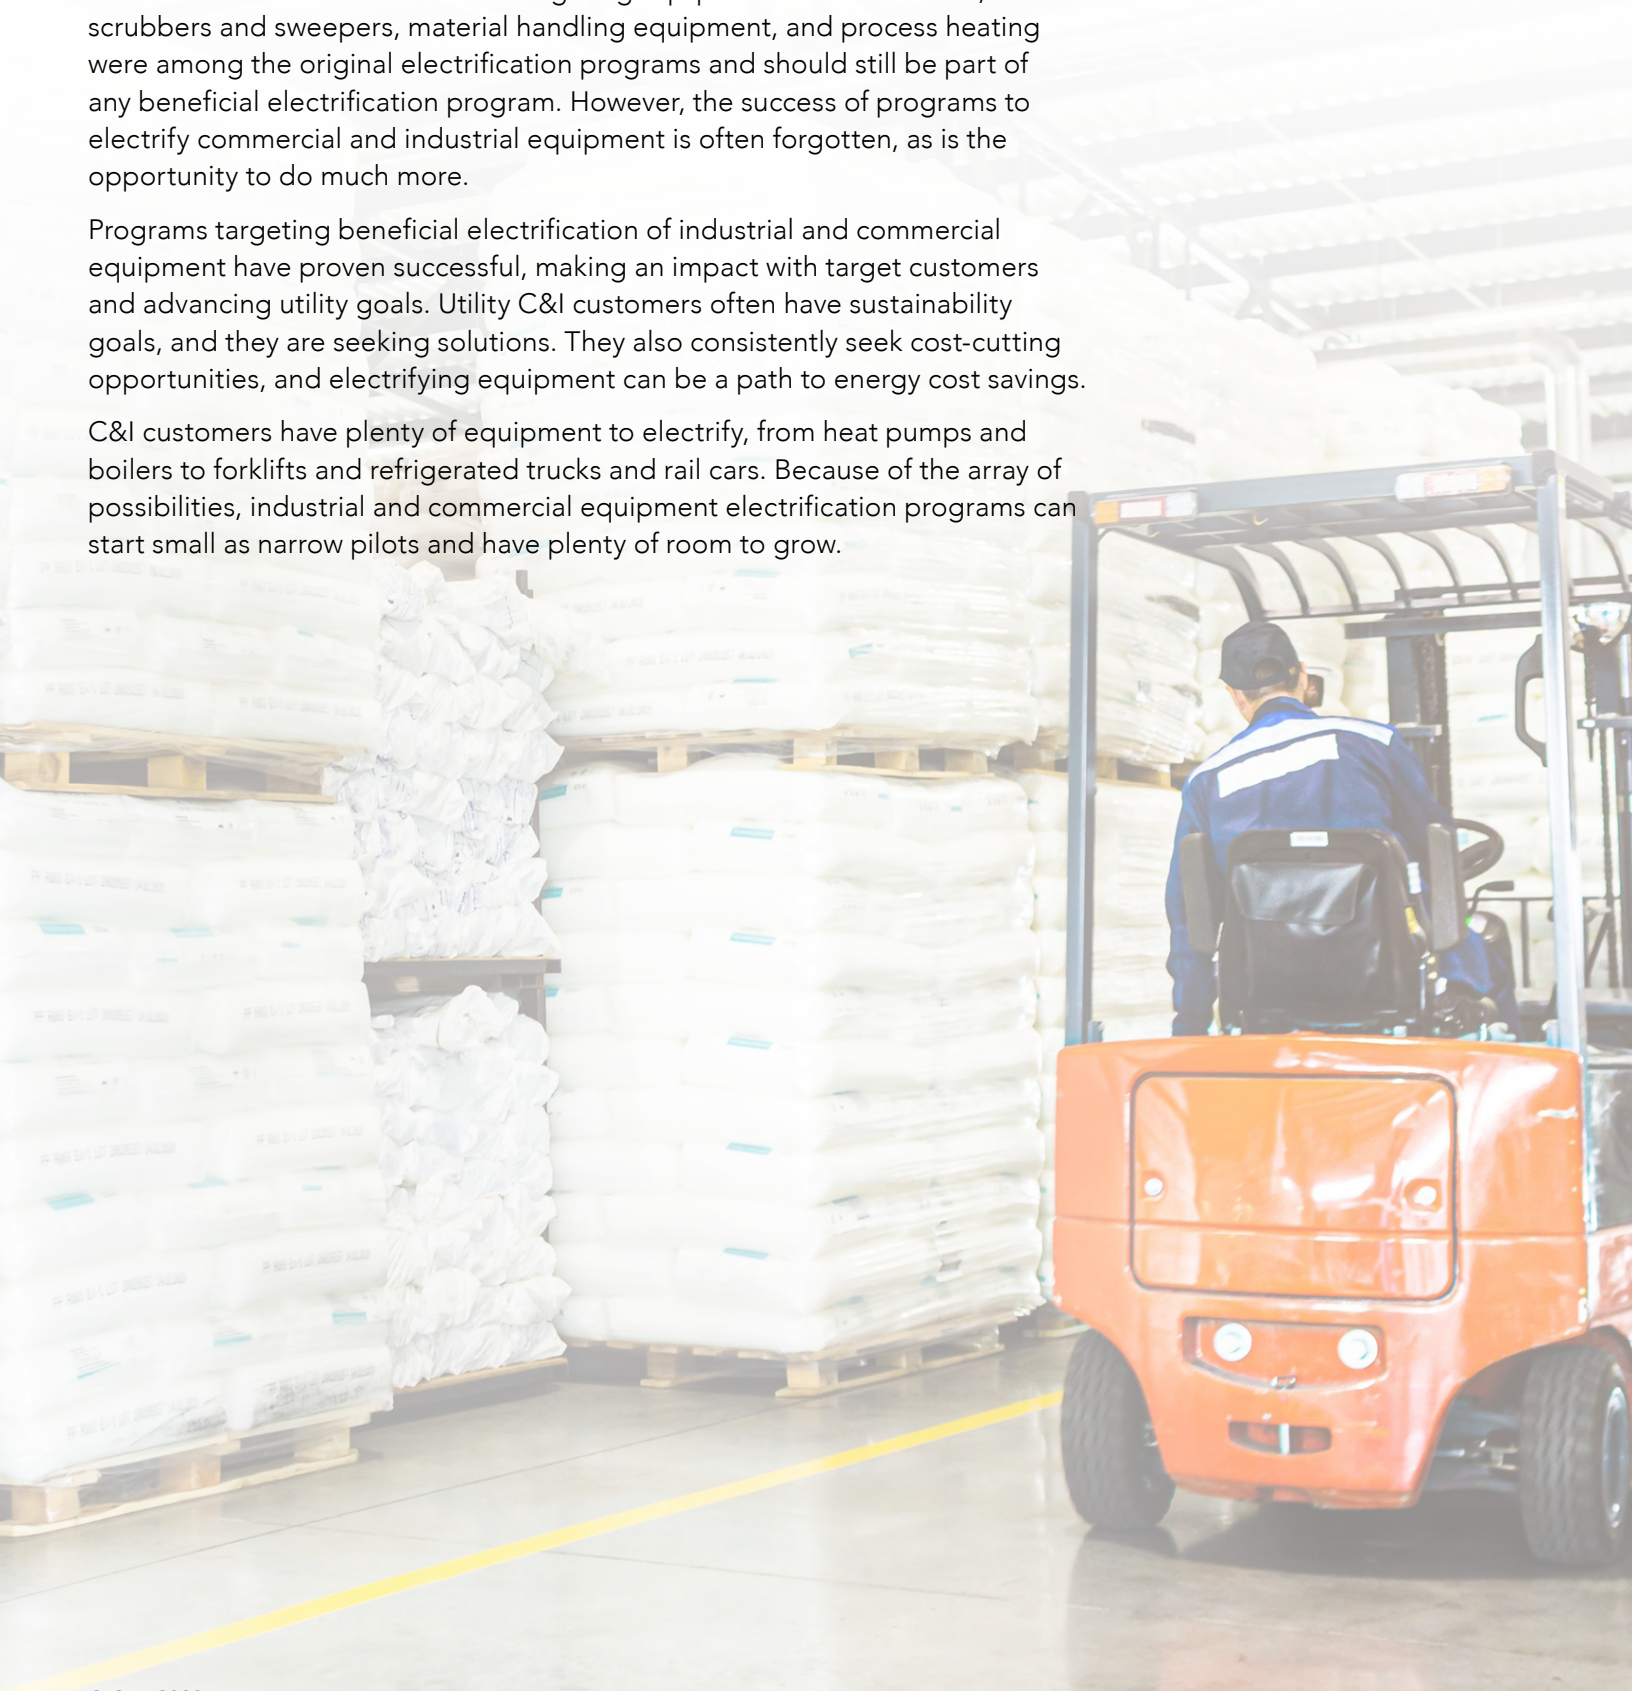 scrubbers and sweepers, material handling equipment, and process heating
were among the original electrification programs and should still be part of
any beneficial electrification program. However, the success of programs to
electrify commercial and industrial equipment is often forgotten, as is the
opportunity to do much more.
Programs targeting beneficial electrification of industrial and commercial
equipment have proven successful, making an impact with target customers
and advancing utility goals. Utility C&I customers often have sustainability
goals, and they are seeking solutions. They also consistently seek cost-cutting
opportunities, and electrifying equipment can be a path to energy cost savings.
C&I customers have plenty of equipment to electrify, from heat pumps and
boilers to forklifts and refrigerated trucks and rail cars. Because of the array of
possibilities, industrial and commercial equipment electrification programs can
start small as narrow pilots and have plenty of room to grow.